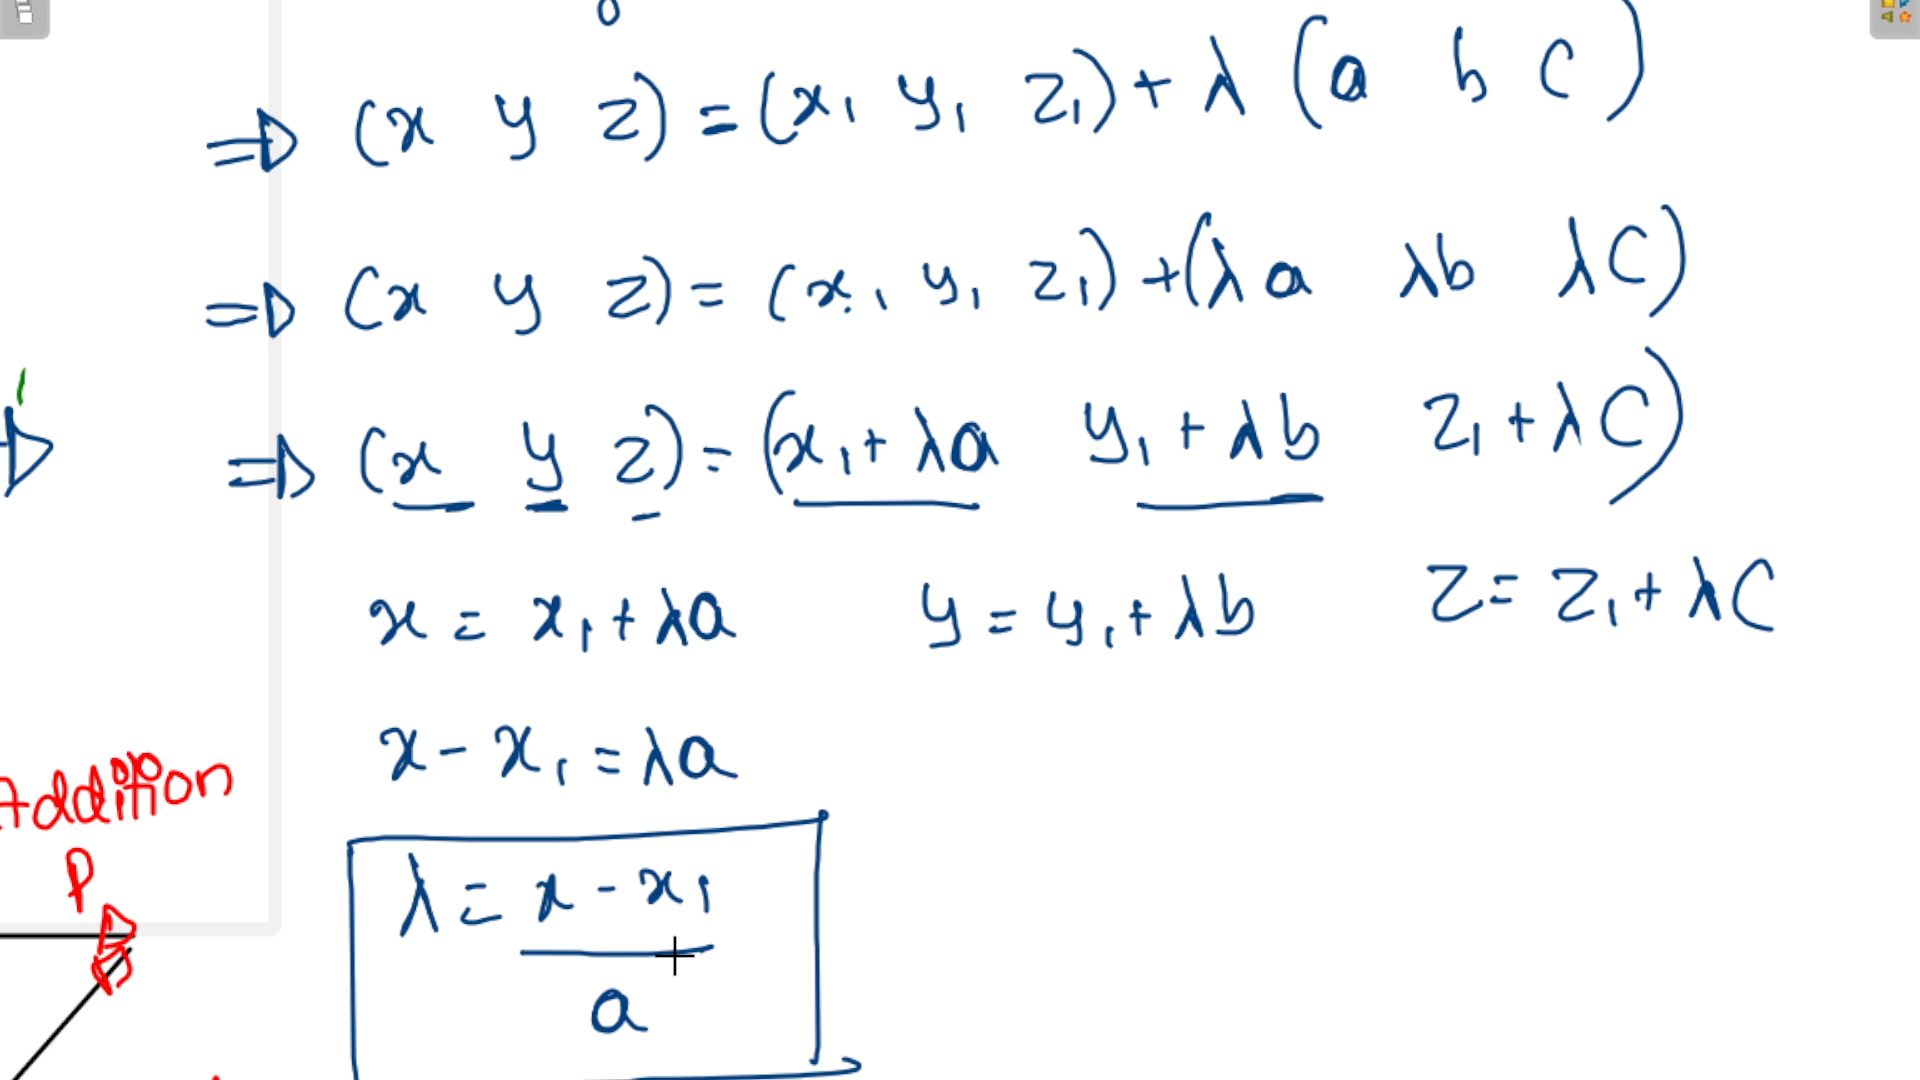 ⇒ (x y z) = (x₁ y₁ z₁) + λ (a b c)
⇒ (x y z) = (x₁ y₁ z₁) + (λa λb λc)
⇒ (x y z) = (x₁ + λa y₁ + λb z₁ + λc)
x = x₁ + λa y = y₁ + λb z = z₁ + λc
x - x₁ = λa
Addition
P
λ = x - x₁
a